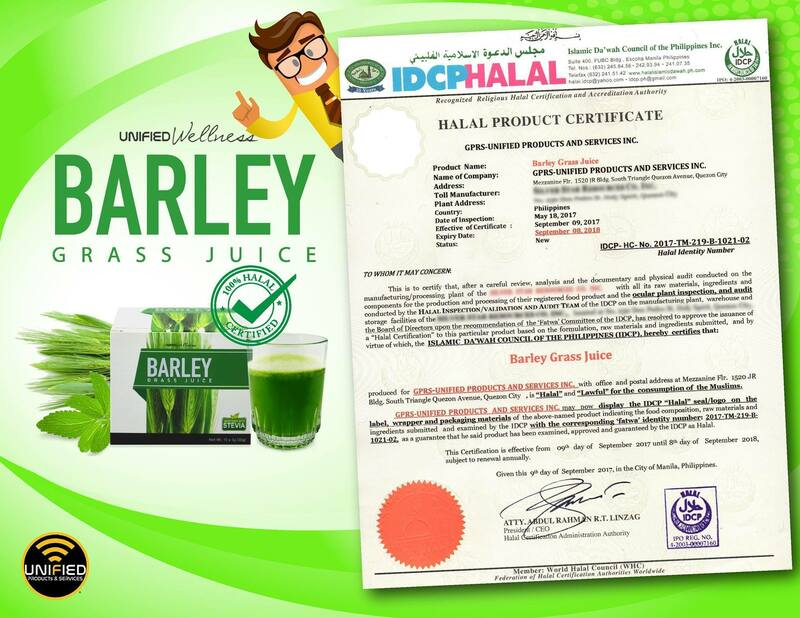 UNIFIED Wellness
BARLEY
GRASS JUICE
100% HALAL
CERTIFIED
BARLEY
GRASS JUICE
STEVIA
UNIFIED
PRODUCTS & SERVICES
مجلس الدعوة الإسلامية الفلبيني
IDCPHALAL
Islamic Da'wah Council of the Philippines Inc.
Suite 400, FUBC Bldg., Escolta Manila Philippines
Tel. Nos.: (632) 245.84.56 • 242.93.94 • 241.07.35
Telefax (632) 241.51.42 www.halalislamicdawah.ph.com
halal.idcp@yahoo.com - idcp.ph@gmail.com
حلال
IDCP
IPO: 4-2003-00007160
Recognized Religious Halal Certification and Accreditation Authority
HALAL PRODUCT CERTIFICATE
GPRS-UNIFIED PRODUCTS AND SERVICES INC.
Product Name: Barley Grass Juice
Name of Company: GPRS-UNIFIED PRODUCTS AND SERVICES INC.
Address: Mezzanine Flr. 1520 JR Bldg. South Triangle Quezon Avenue, Quezon City
Toll Manufacturer:
Plant Address:
Country: Philippines
Date of Inspection: May 18, 2017
Effective of Certificate : September 09, 2017
Expiry Date: September 08, 2018
Status: New
IDCP- HC- No. 2017-TM-219-B-1021-02
Halal Identity Number
TO WHOM IT MAY CONCERN:
This is to certify that, after a careful review, analysis and the documentary and physical audit conducted on the
manufacturing/processing plant of the with all its raw materials, ingredients and
components for the production and processing of their registered food product and the ocular plant inspection, and audit
conducted by the HALAL INSPECTION/VALIDATION AND AUDIT TEAM of the IDCP on the manufacturing plant, warehouse and
storage facilities of the
the Board of Directors upon the recommendation of the 'Fatwa' Committee of the IDCP, has resolved to approve the issuance of
a "Halal Certification" to this particular product based on the formulation, raw materials and ingredients submitted, and by
virtue of which, the ISLAMIC DA'WAH COUNCIL OF THE PHILIPPINES (IDCP), hereby certifies that:
Barley Grass Juice
produced for GPRS-UNIFIED PRODUCTS AND SERVICES INC. with office and postal address at Mezzanine Flr. 1520 JR
Bldg, South Triangle Quezon Avenue, Quezon City , is "Halal" and "Lawful" for the consumption of the Muslims.
GPRS-UNIFIED PRODUCTS AND SERVICES INC. may now display the IDCP "Halal" seal/logo on the
label, wrapper and packaging materials of the above-named product indicating the food composition, raw materials and
ingredients submitted and examined by the IDCP with the corresponding 'fatwa' identity number: 2017-TM-219-B-
1021-02, as a guarantee that he said product has been examined, approved and guaranteed by the IDCP as Halal.
This Certification is effective from 09th day of September 2017 until 8th day of September 2018,
subject to renewal annually.
Given this 9th day of September 2017, in the City of Manila, Philippines.
ATTY. ABDUL RAHMAN R.T. LINZAG
President / CEO
Halal Certification Administration Authority
HALAL
حلال
IDCP
IPO REG. NO.
4-2003-00007160
Member: World Halal Council (WHC)
Federation of Halal Certification Authorities Worldwide